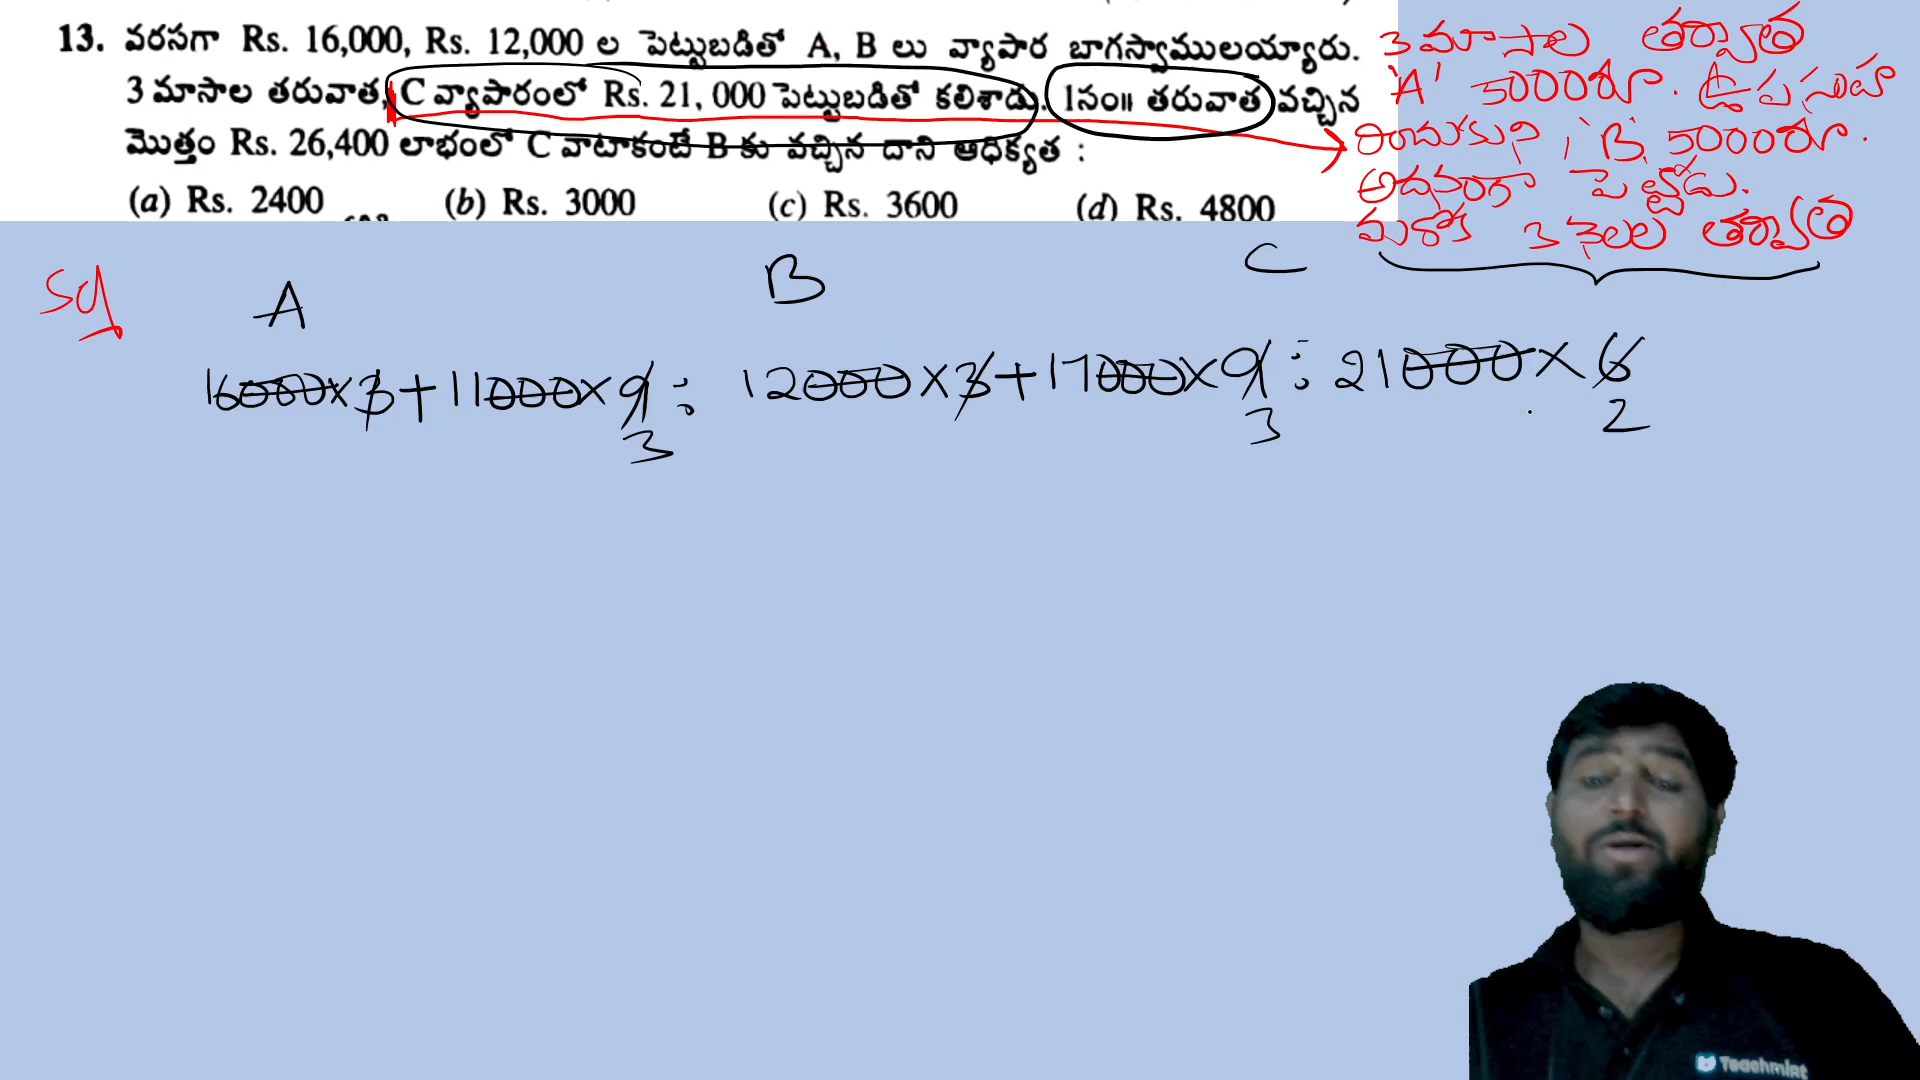 13. వరసగా Rs. 16,000, Rs. 12,000 ల పెట్టుబడితో A, B లు వ్యాపార బాగస్వాములయ్యారు.
3 మాసాల తరువాత, C వ్యాపారంలో Rs. 21,000 పెట్టుబడితో కలిశాడు. 1సం॥ తరువాత వచ్చిన
మొత్తం Rs. 26,400 లాభంలో C వాటాకంటే B కు వచ్చిన దాని ఆధిక్యత :
(a) Rs. 2400 (b) Rs. 3000 (c) Rs. 3600 (d) Rs. 4800
3 మాసాల తర్వాత
'A' 5000రూ. ఉపసంహ
రించుకుని, 'B' 5000రూ.
అదనంగా పెట్టాడు.
మరోక 3 నెలల తర్వాత
Sol
A B C
16000×3+11000×9 : 12000×3+17000×9 : 21000×6
3 3 2
Teachmint